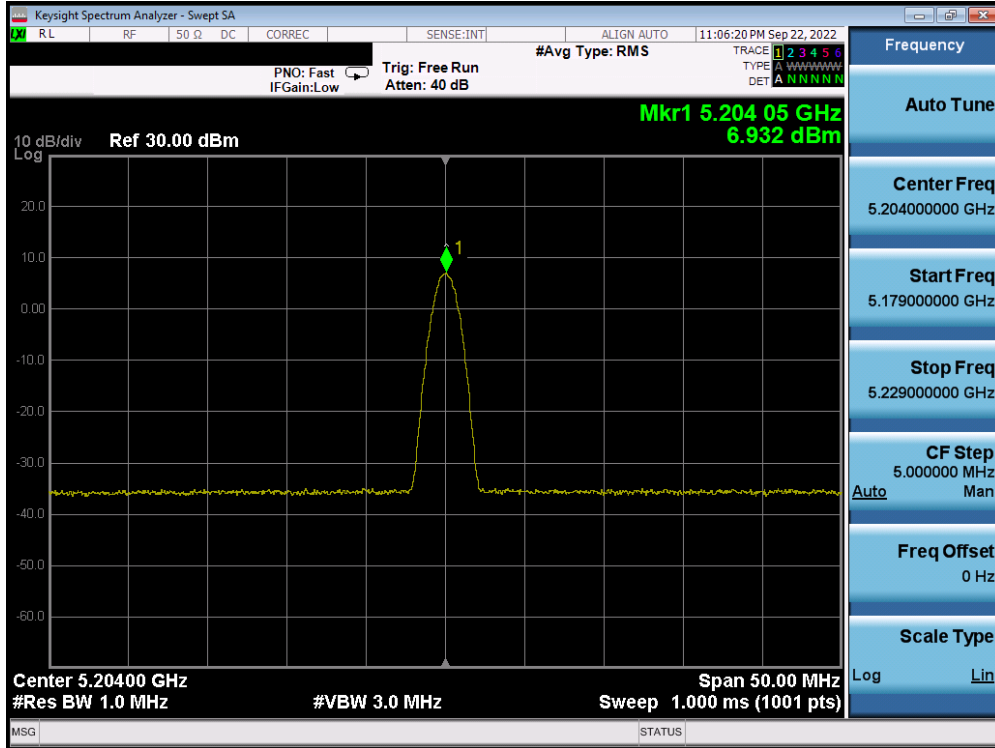 Keysight Spectrum Analyzer - Swept SA
LXI RL RF 50 Ω DC CORREC SENSE:INT ALIGN AUTO 11:06:20 PM Sep 22, 2022
#Avg Type: RMS TRACE 1 2 3 4 5 6
PNO: Fast Trig: Free Run TYPE A WWWWW
IFGain:Low Atten: 40 dB DET A N N N N N
Mkr1 5.204 05 GHz
6.932 dBm
10 dB/div Ref 30.00 dBm
Log
1
20.0
10.0
0.00
-10.0
-20.0
-30.0
-40.0
-50.0
-60.0
Center 5.20400 GHz Span 50.00 MHz
#Res BW 1.0 MHz #VBW 3.0 MHz Sweep 1.000 ms (1001 pts)
MSG STATUS
Frequency
Auto Tune
Center Freq
5.204000000 GHz
Start Freq
5.179000000 GHz
Stop Freq
5.229000000 GHz
CF Step
5.000000 MHz
Auto Man
Freq Offset
0 Hz
Scale Type
Log Lin